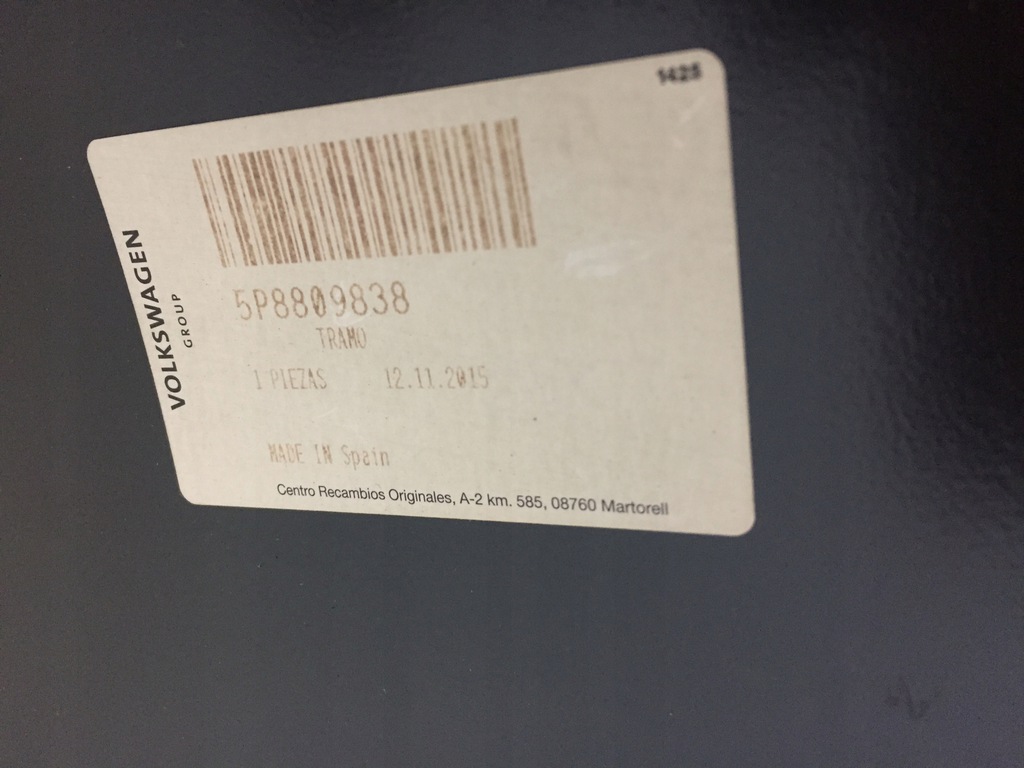 1425
VOLKSWAGEN
GROUP
5P8809838
TRAMO
1 PIEZAS 12.11.2015
MADE IN Spain
Centro Recambios Originales, A-2 km. 585, 08760 Martorell